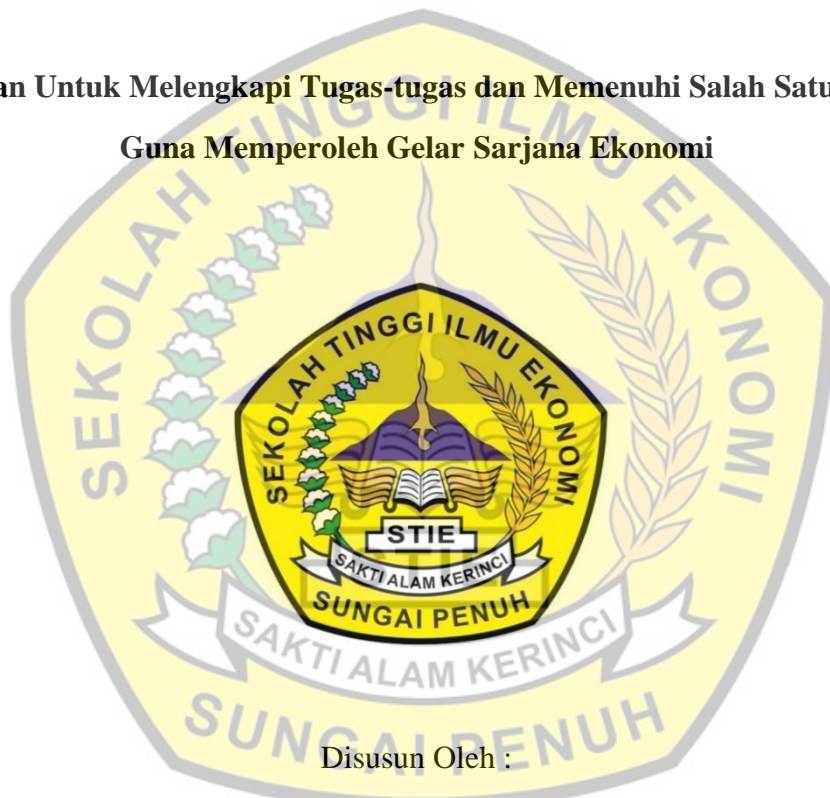 an Untuk Melengkapi Tugas-tugas dan Memenuhi Salah Satu
Guna Memperoleh Gelar Sarjana Ekonomi
SEKOLAH TINGGI ILMU EKONOMI
STIE
SAKTI ALAM KERINCI
SUNGAI PENUH
SEKOLAH TINGGI ILMU EKONOMI
STIE
SAKTI ALAM KERINCI
SUNGAI PENUH
Disusun Oleh :